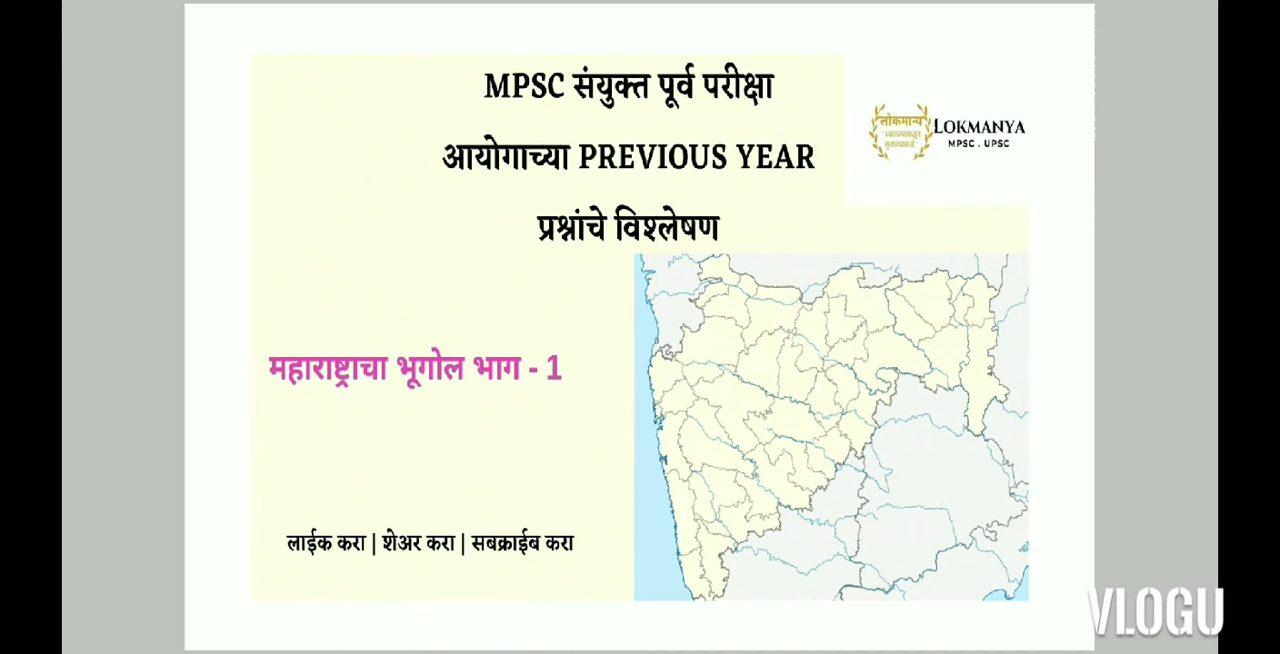 MPSC संयुक्त पूर्व परीक्षा
आयोगाच्या PREVIOUS YEAR
प्रश्नांचे विश्लेषण
लोकमान्य
LOKMANYA
MPSC . UPSC
महाराष्ट्राचा भूगोल भाग - 1
लाईक करा | शेअर करा | सबक्राईब करा
VLOGU